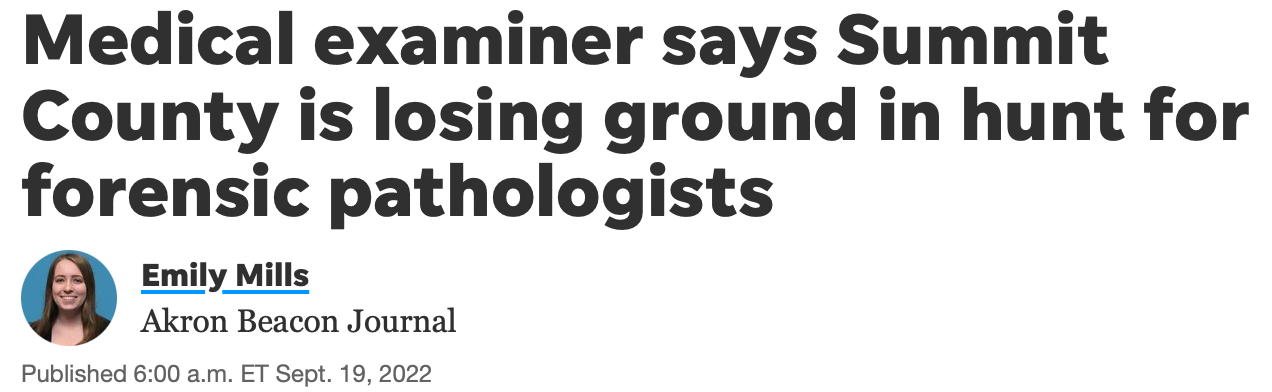 Medical examiner says Summit
County is losing ground in hunt for
forensic pathologists
Emily Mills
Akron Beacon Journal
Published 6:00 a.m. ET Sept. 19, 2022